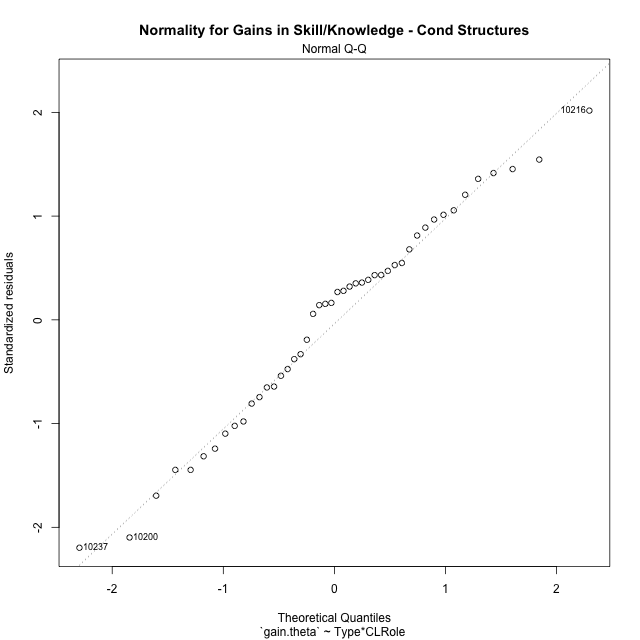 Normality for Gains in Skill/Knowledge - Cond Structures
Normal Q-Q
2
1
0
-1
-2
Standardized residuals
10216
10200
10237
-2 -1 0 1 2
Theoretical Quantiles
`gain.theta` ~ Type*CLRole